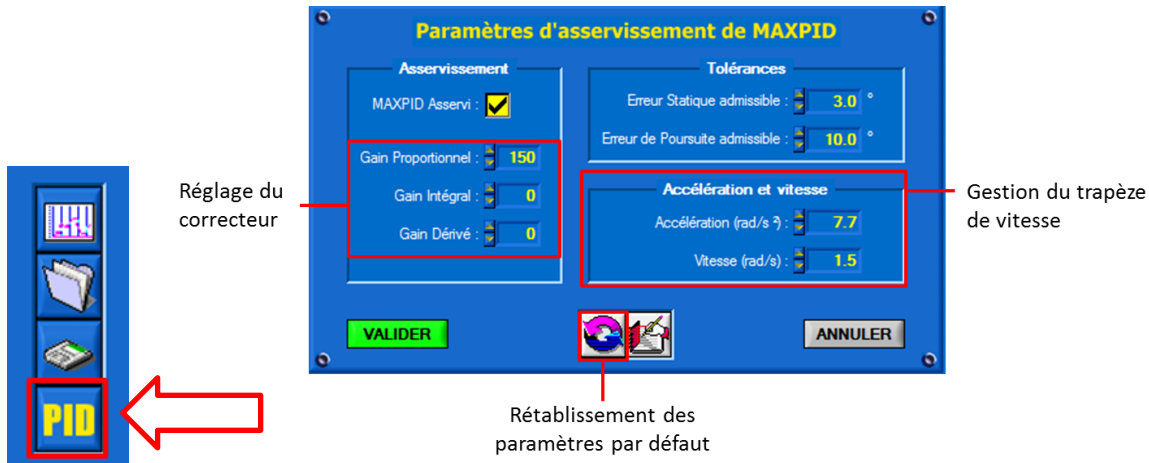 Paramètres d'asservissement de MAXPID
Asservissement
MAXPID Asservi :
Gain Proportionnel : 150
Gain Intégral : 0
Gain Dérivé : 0
Tolérances
Erreur Statique admissible : 3.0 °
Erreur de Poursuite admissible : 10.0 °
Accélération et vitesse
Accélération (rad/s ²) : 7.7
Vitesse (rad/s) : 1.5
VALIDER
ANNULER
Réglage du
correcteur
Gestion du trapèze
de vitesse
Rétablissement des
paramètres par défaut
PID